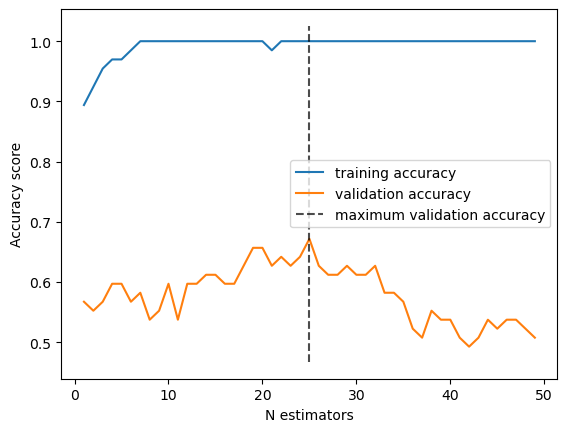 1.0
0.9
0.8
0.7
0.6
0.5
Accuracy score
training accuracy
validation accuracy
maximum validation accuracy
0 10 20 30 40 50
N estimators